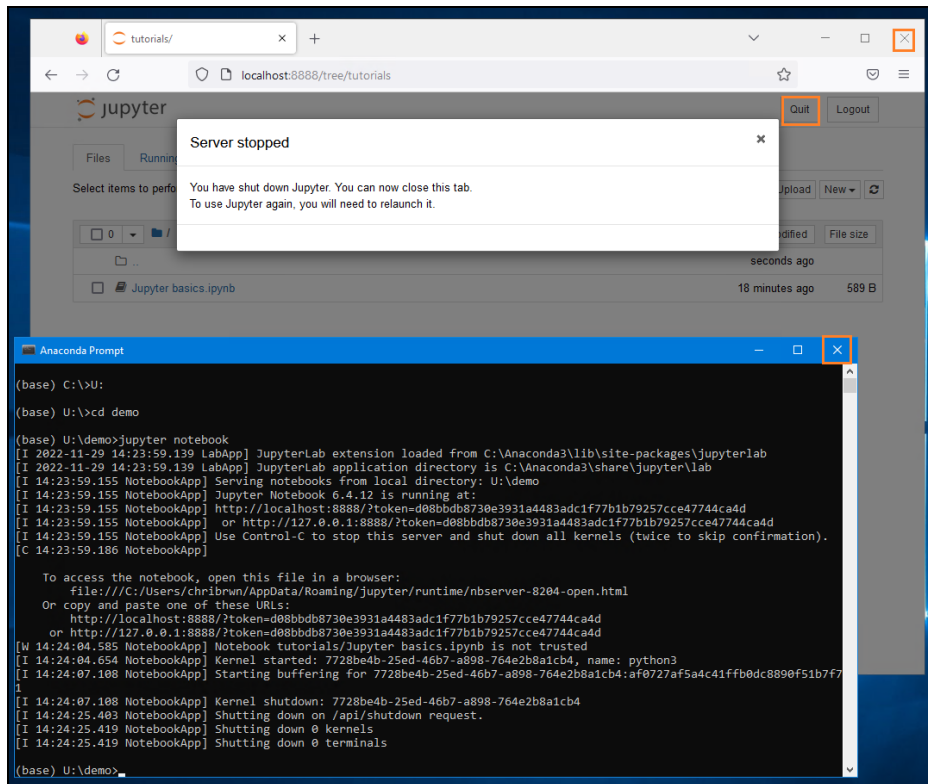 tutorials/
localhost:8888/tree/tutorials
jupyter
Quit
Logout
Server stopped
Files
Running
Select items to perfo
Upload
New
You have shut down Jupyter. You can now close this tab.
To use Jupyter again, you will need to relaunch it.
0
/
odified
File size
..
seconds ago
Jupyter basics.ipynb
18 minutes ago
589 B
Anaconda Prompt
(base) C:\>U:
(base) U:\>cd demo
(base) U:\demo>jupyter notebook
[I 2022-11-29 14:23:59.139 LabApp] JupyterLab extension loaded from C:\Anaconda3\lib\site-packages\jupyterlab
[I 2022-11-29 14:23:59.139 LabApp] JupyterLab application directory is C:\Anaconda3\share\jupyter\lab
[I 14:23:59.155 NotebookApp] Serving notebooks from local directory: U:\demo
[I 14:23:59.155 NotebookApp] Jupyter Notebook 6.4.12 is running at:
[I 14:23:59.155 NotebookApp] http://localhost:8888/?token=d08bbdb8730e3931a4483adc1f77b1b79257cce47744ca4d
[I 14:23:59.155 NotebookApp]  or http://127.0.0.1:8888/?token=d08bbdb8730e3931a4483adc1f77b1b79257cce47744ca4d
[I 14:23:59.155 NotebookApp] Use Control-C to stop this server and shut down all kernels (twice to skip confirmation).
[C 14:23:59.186 NotebookApp]
To access the notebook, open this file in a browser:
file:///C:/Users/chribrwn/AppData/Roaming/jupyter/runtime/nbserver-8204-open.html
Or copy and paste one of these URLs:
http://localhost:8888/?token=d08bbdb8730e3931a4483adc1f77b1b79257cce47744ca4d
or http://127.0.0.1:8888/?token=d08bbdb8730e3931a4483adc1f77b1b79257cce47744ca4d
[W 14:24:04.585 NotebookApp] Notebook tutorials/Jupyter basics.ipynb is not trusted
[I 14:24:04.654 NotebookApp] Kernel started: 7728be4b-25ed-46b7-a898-764e2b8a1cb4, name: python3
[I 14:24:07.108 NotebookApp] Starting buffering for 7728be4b-25ed-46b7-a898-764e2b8a1cb4:af0727af5a4c41ffb0dc8890f51b7f7
1
[I 14:24:07.108 NotebookApp] Kernel shutdown: 7728be4b-25ed-46b7-a898-764e2b8a1cb4
[I 14:24:25.403 NotebookApp] Shutting down on /api/shutdown request.
[I 14:24:25.419 NotebookApp] Shutting down 0 kernels
[I 14:24:25.419 NotebookApp] Shutting down 0 terminals
(base) U:\demo>